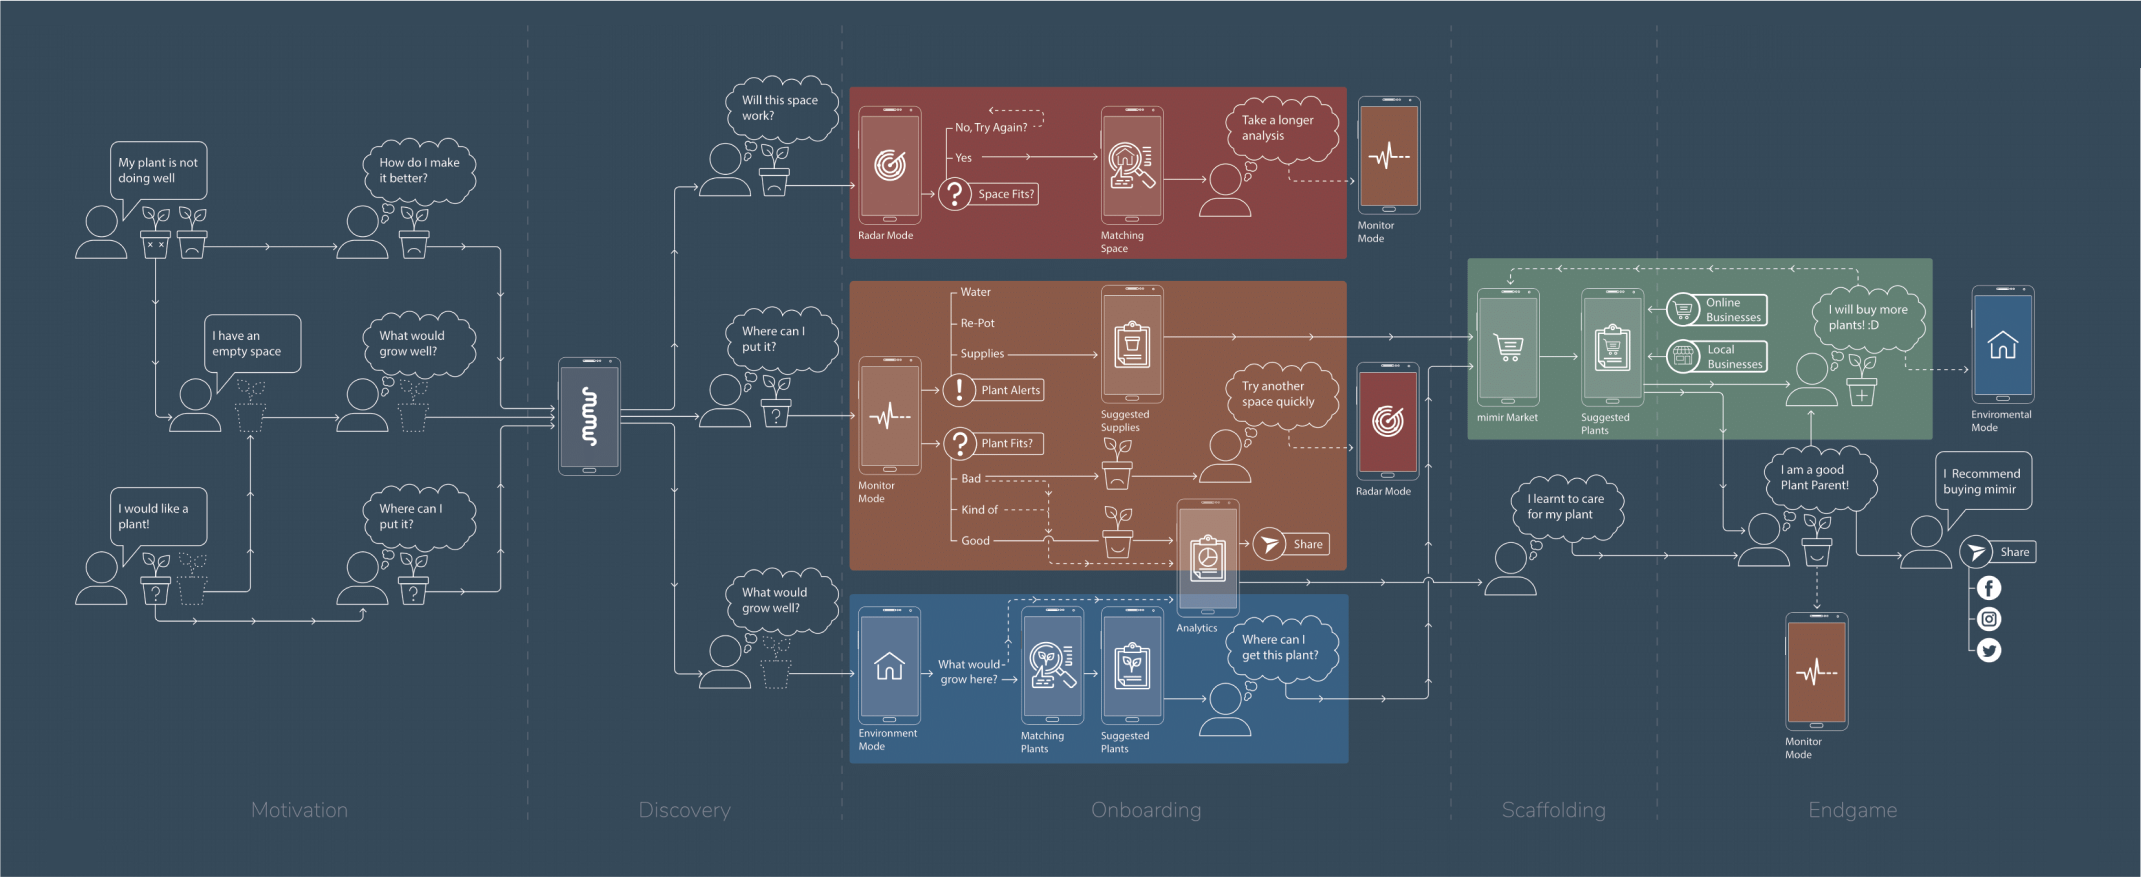 My plant is not
doing well
How do I make
it better?
I have an
empty space
What would
grow well?
I would like a
plant!
Where can I
put it?
Motivation
mimir
Will this space
work?
Where can I
put it?
What would
grow well?
Discovery
Radar Mode
No, Try Again?
Yes
Space Fits?
Matching
Space
Take a longer
analysis
Monitor
Mode
Monitor
Mode
Water
Re-Pot
Supplies
Plant Alerts
Plant Fits?
Bad
Kind of
Good
Suggested
Supplies
Try another
space quickly
Radar Mode
Share
Analytics
Environment
Mode
What would
grow here?
Matching
Plants
Suggested
Plants
Where can I
get this plant?
Onboarding
mimir Market
Suggested
Plants
Online
Businesses
Local
Businesses
I will buy more
plants! :D
Enviromental
Mode
I learnt to care
for my plant
Scaffolding
I am a good
Plant Parent!
I Recommend
buying mimir
Share
Monitor
Mode
Endgame